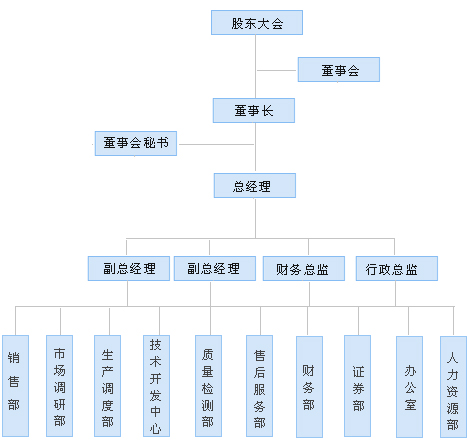 股东大会
董事会
董事长
董事会秘书
总经理
副总经理
副总经理
财务总监
行政总监
销售部
市场调研部
生产调度部
技术开发中心
质量检测部
售后服务部
财务部
证券部
办公室
人力资源部